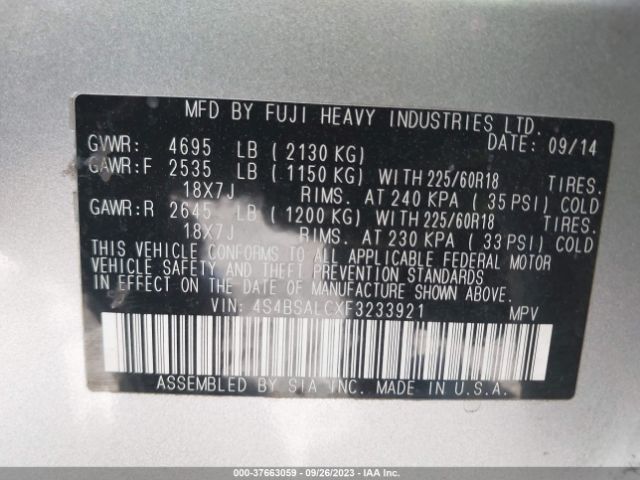 MFD BY FUJI HEAVY INDUSTRIES LTD.
DATE: 09/14
GVWR: 4695 LB ( 2130 KG)
GAWR:F 2535 LB ( 1150 KG) WITH 225/60R18 TIRES.
18X7J RIMS. AT 240 KPA ( 35 PSI) COLD
GAWR:R 2645 LB ( 1200 KG) WITH 225/60R18 TIRES.
18X7J RIMS. AT 230 KPA ( 33 PSI) COLD
THIS VEHICLE CONFORMS TO ALL APPLICABLE FEDERAL MOTOR
VEHICLE SAFETY AND THEFT PREVENTION STANDARDS
IN EFFECT ON THE DATE OF MANUFACTURE SHOWN ABOVE.
VIN: 4S4BSALCXF3233921 MPV
ASSEMBLED BY SIA INC. MADE IN U.S.A.
000-37663059 - 09/26/2023 - IAA Inc.